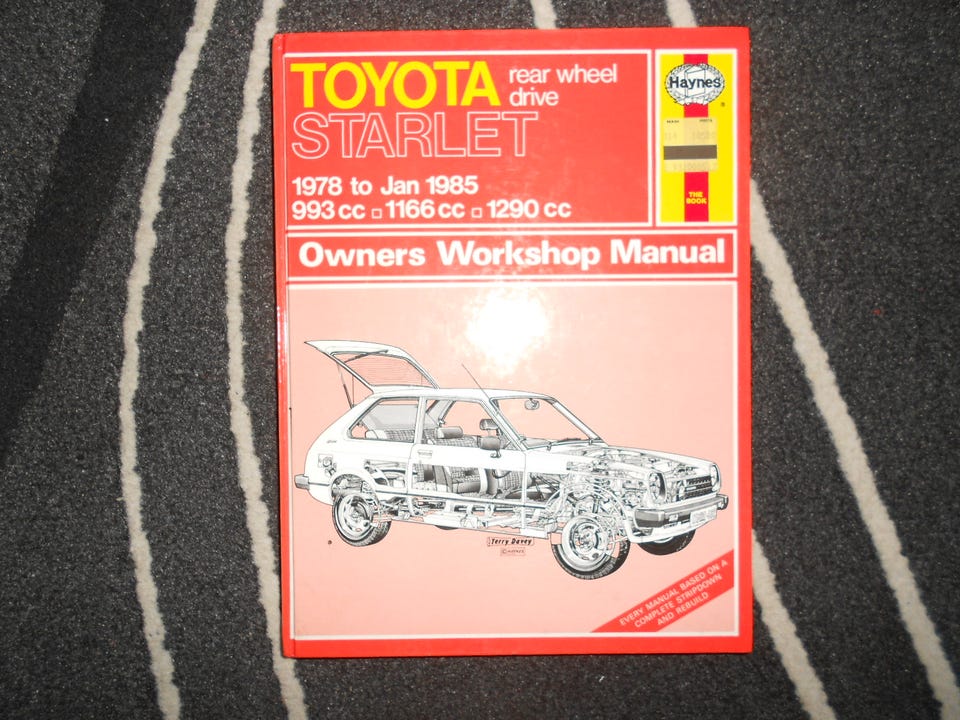 TOYOTA rear wheel drive
STARLET
1978 to Jan 1985
993 cc 1166 cc 1290 cc
Haynes
THE
BOOK
Owners Workshop Manual
Terry Davey
EVERY MANUAL BASED ON A
COMPLETE STRIPDOWN
AND REBUILD